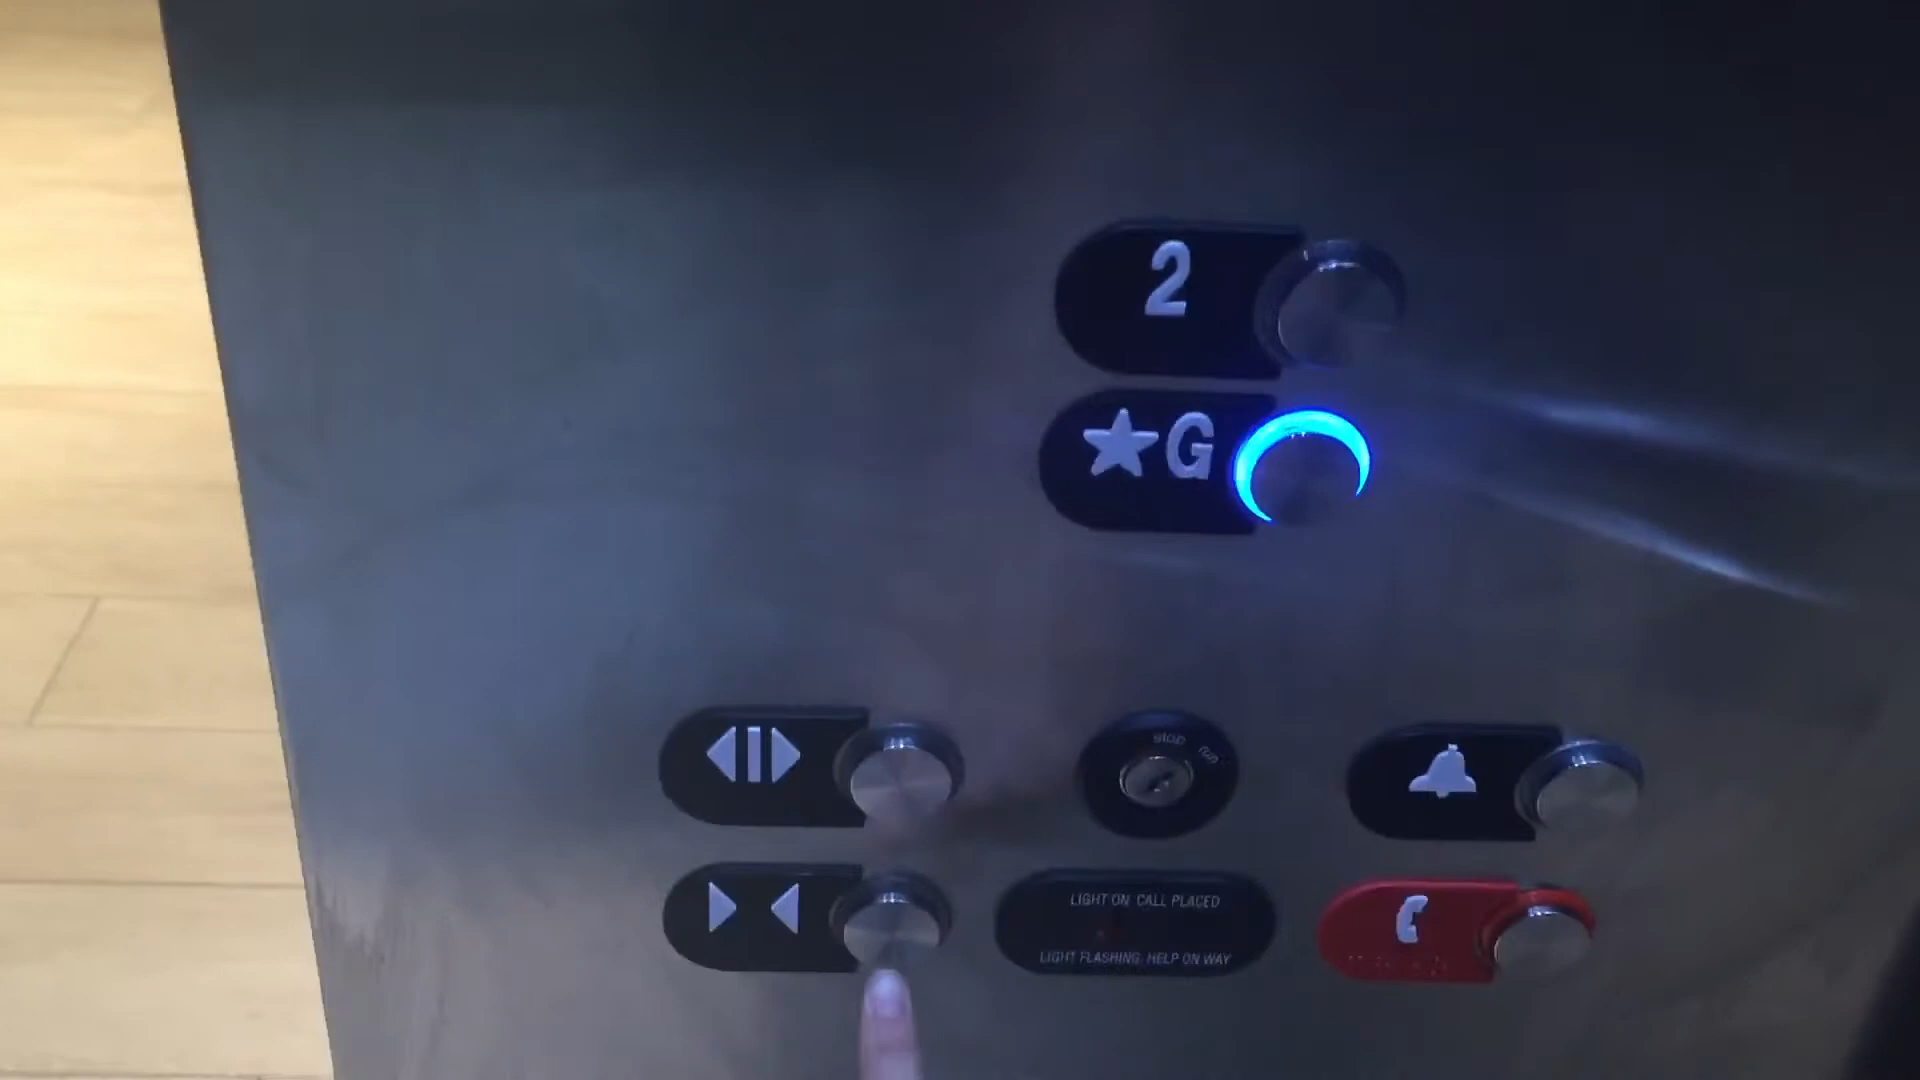 2
★G
stop run
LIGHT ON: CALL PLACED
LIGHT FLASHING: HELP ON WAY